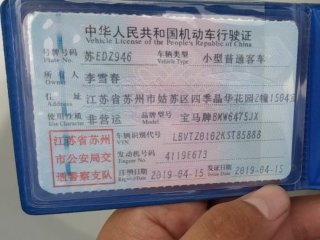 中华人民共和国机动车行驶证
Vehicle License of the People's Republic of China
号牌号码 苏EDZ946 车辆类型 小型普通客车
Plate No. Vehicle Type
所有人 李雪春
Owner
住址 江苏省苏州市姑苏区四季晶华花园2幢1504室
Address
使用性质 非营运 品牌型号 宝马牌BMW6475JX
Use Character Model
江苏省苏州市公安局交通警察支队
车辆识别代号 LBVTZ0102KST85888
VIN
发动机号码 4119E673
Engine No.
注册日期 2019-04-15 发证日期 2019-04-15
Register Date Issue Date